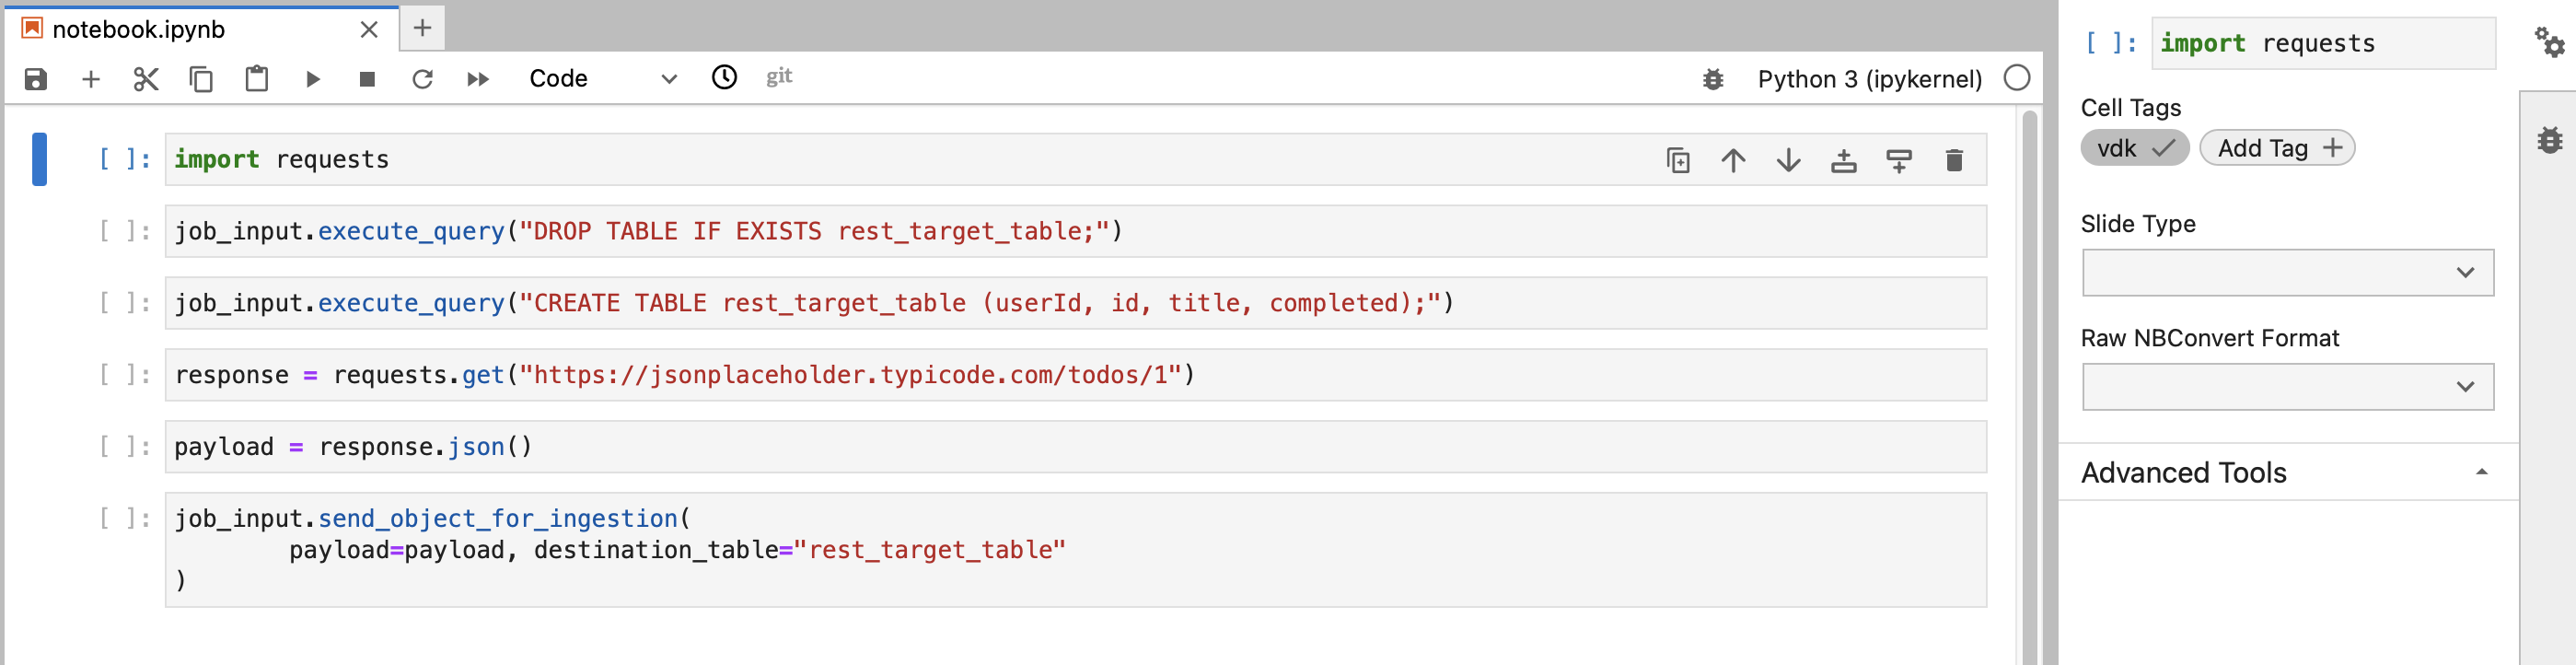 notebook.ipynb
Code
git
Python 3 (ipykernel)
[ ]: import requests
[ ]: job_input.execute_query("DROP TABLE IF EXISTS rest_target_table;")
[ ]: job_input.execute_query("CREATE TABLE rest_target_table (userId, id, title, completed);")
[ ]: response = requests.get("https://jsonplaceholder.typicode.com/todos/1")
[ ]: payload = response.json()
[ ]: job_input.send_object_for_ingestion(
        payload=payload, destination_table="rest_target_table"
)
[ ]: import requests
Cell Tags
vdk Add Tag
Slide Type
Raw NBConvert Format
Advanced Tools